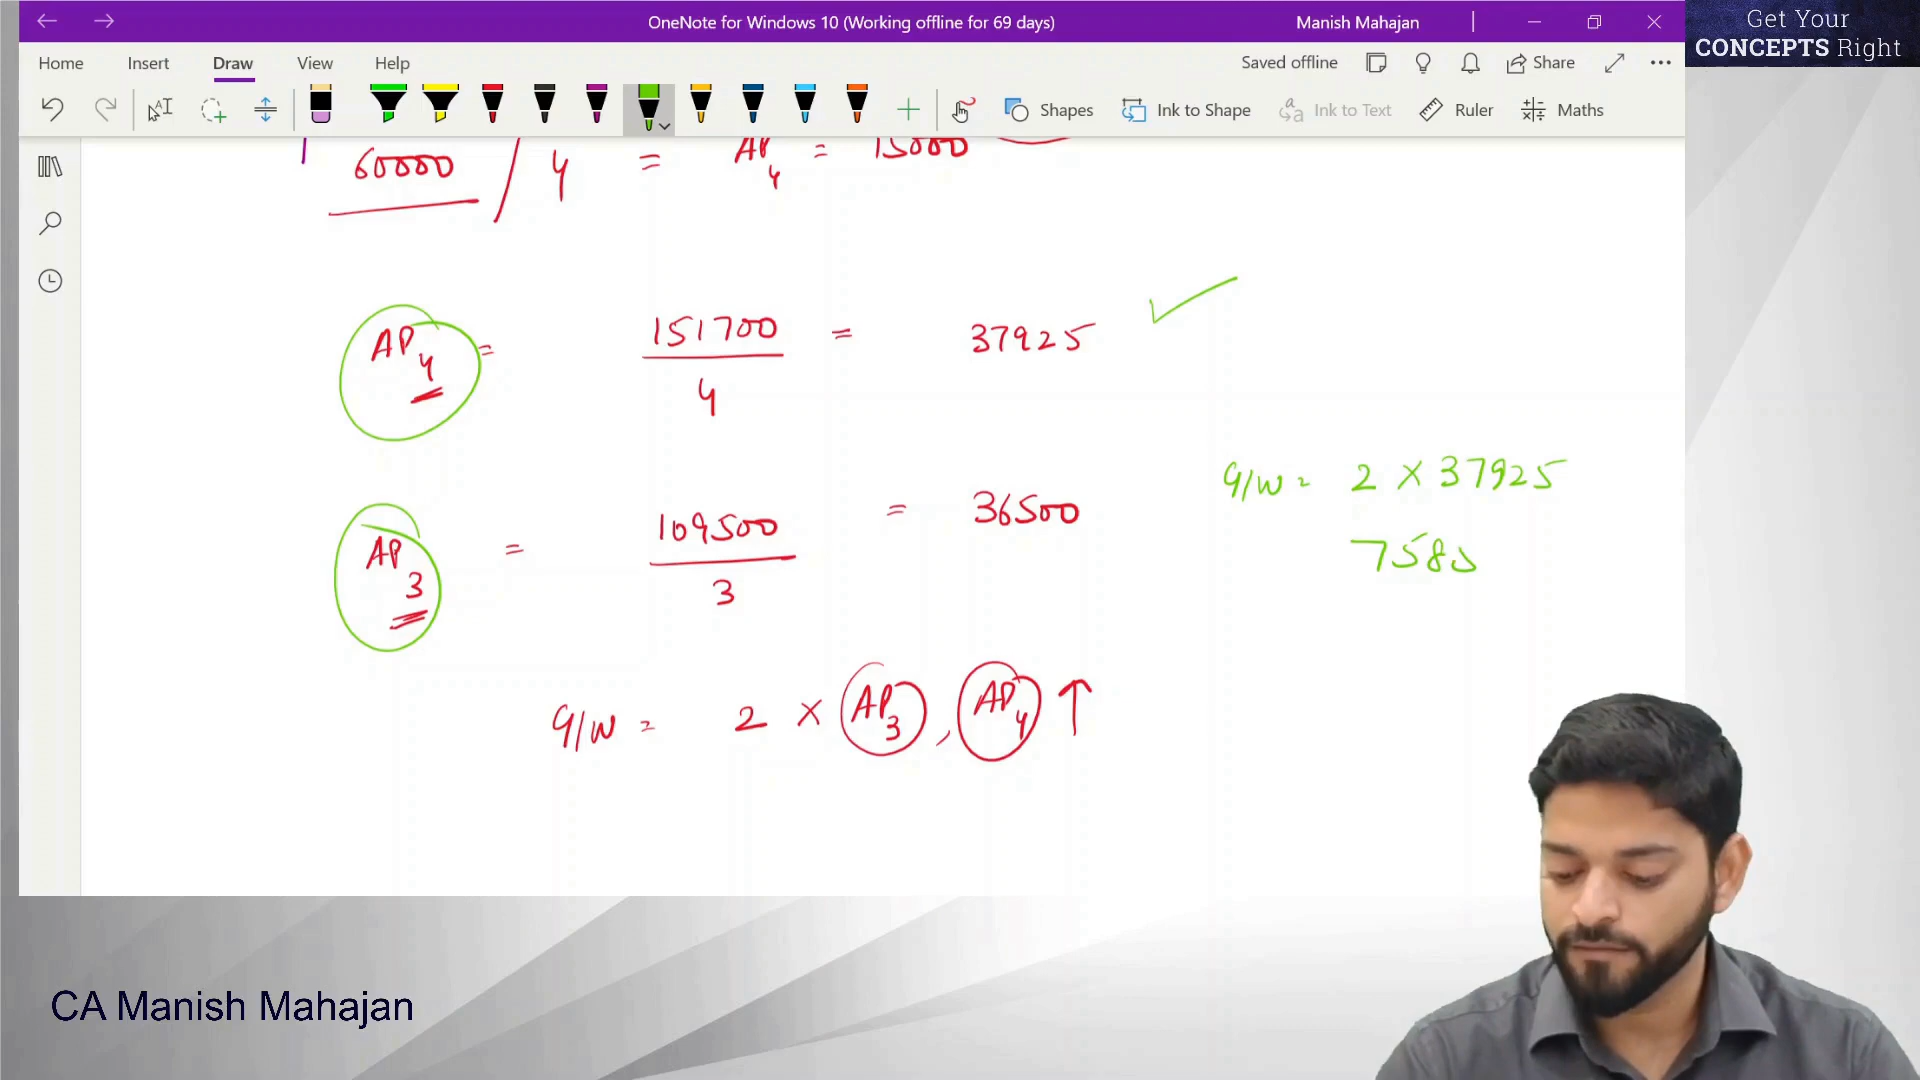 OneNote for Windows 10 (Working offline for 69 days)
Manish Mahajan
Get Your
CONCEPTS Right
Home Insert Draw View Help
Saved offline
Share
Shapes
Ink to Shape
Ink to Text
Ruler
Maths
60000 / 4 = AP4 = 15000
AP4 = 151700 / 4 = 37925
AP3 = 109500 / 3 = 36500
G/W = 2 × 37925
7585
G/W = 2 × AP3 , AP4 ↑
CA Manish Mahajan